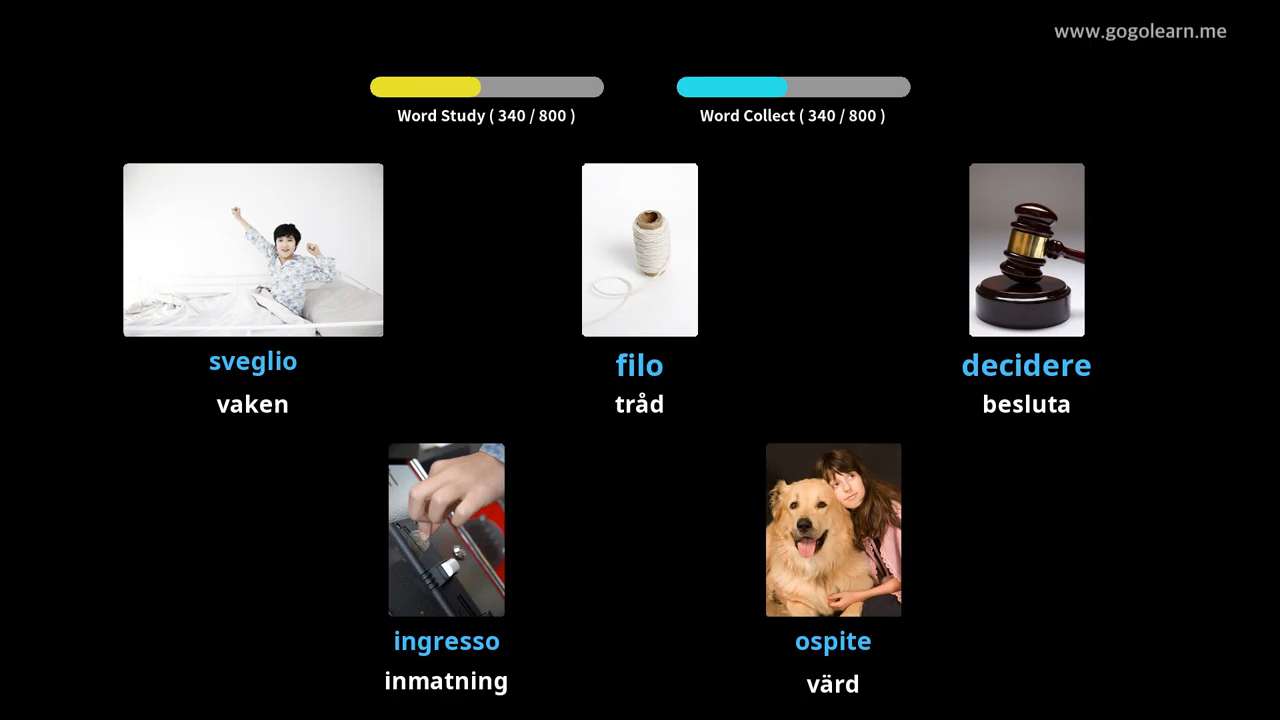 www.gogolearn.me
Word Study ( 340 / 800 )
Word Collect ( 340 / 800 )
sveglio
vaken
filo
tråd
decidere
besluta
ingresso
inmatning
ospite
värd